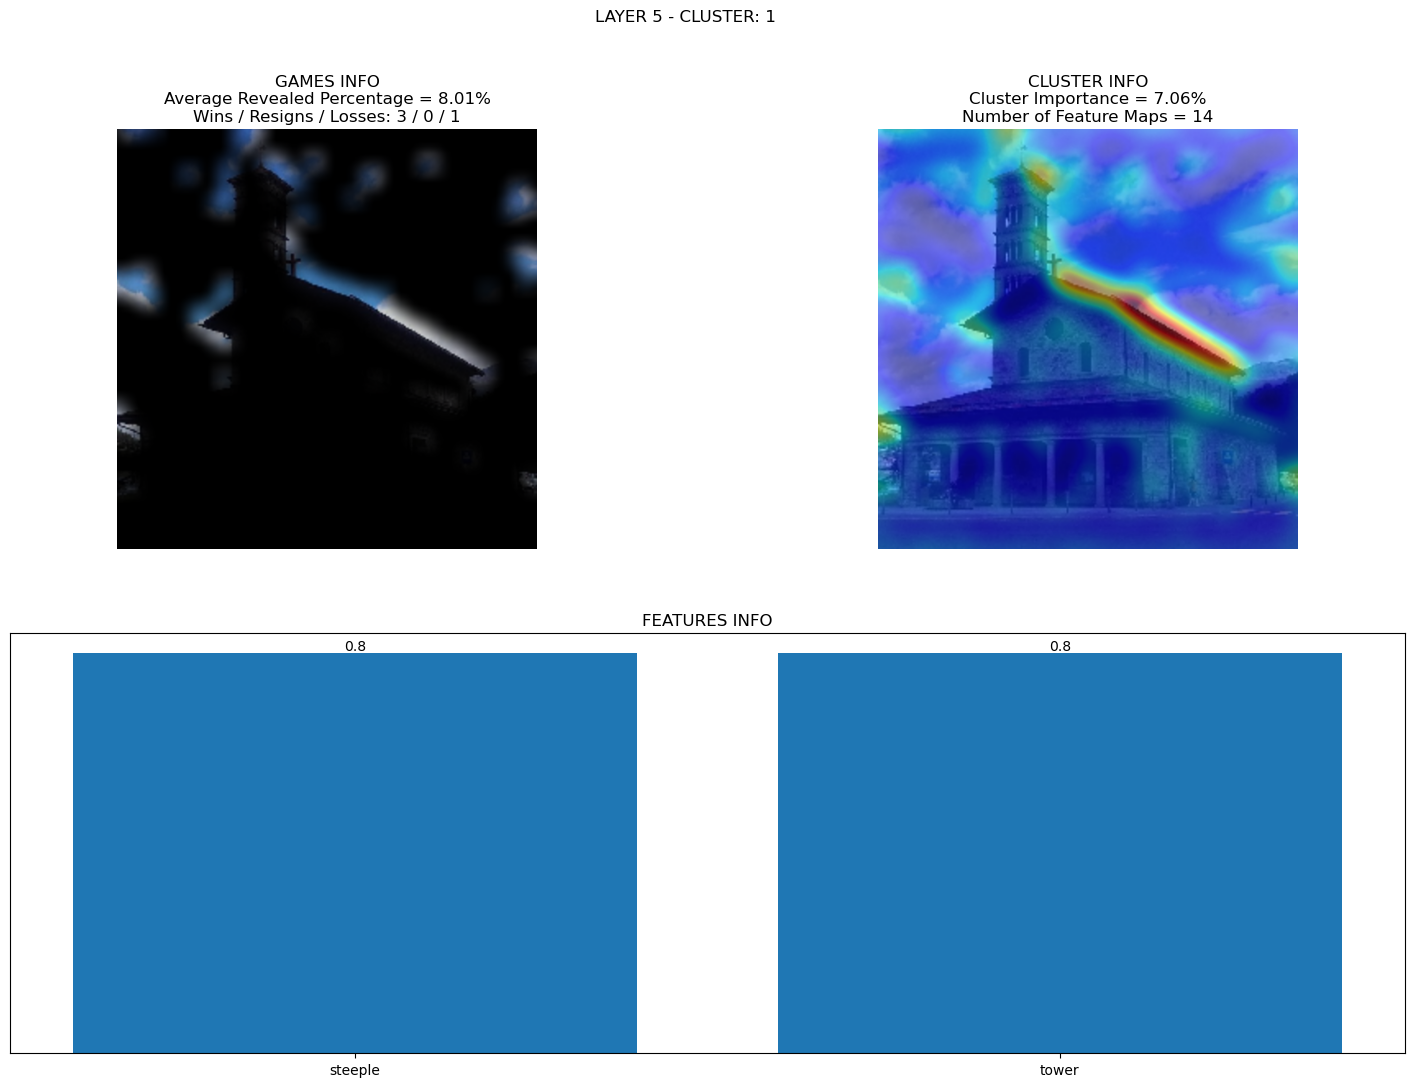 LAYER 5 - CLUSTER: 1
GAMES INFO
Average Revealed Percentage = 8.01%
Wins / Resigns / Losses: 3 / 0 / 1
CLUSTER INFO
Cluster Importance = 7.06%
Number of Feature Maps = 14
FEATURES INFO
0.8
0.8
steeple
tower